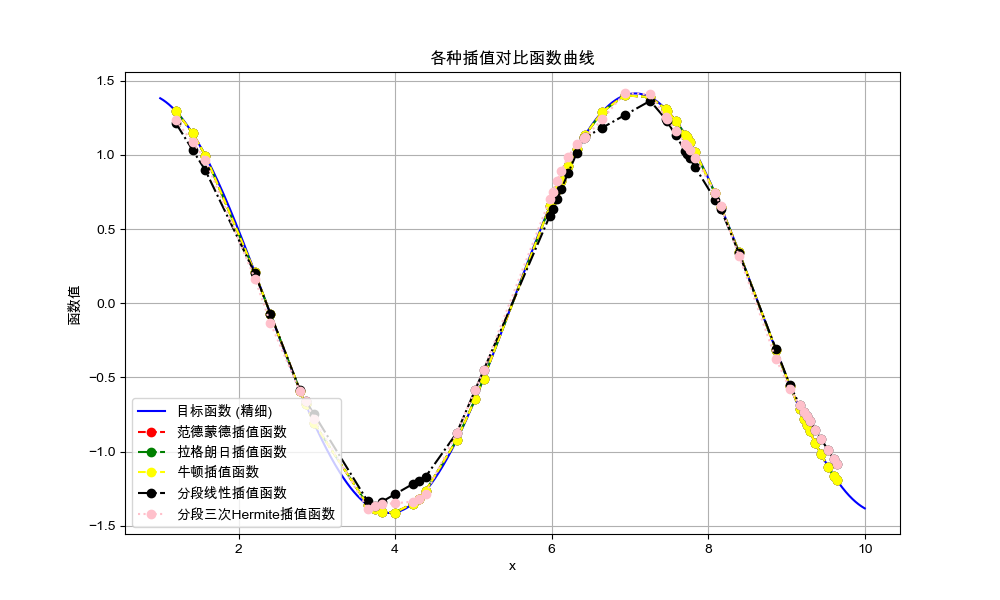 各种插值对比函数曲线
函数值
1.5
1.0
0.5
0.0
−0.5
−1.0
−1.5
目标函数 (精细)
范德蒙德插值函数
拉格朗日插值函数
牛顿插值函数
分段线性插值函数
分段三次Hermite插值函数
2
4
6
8
10
x